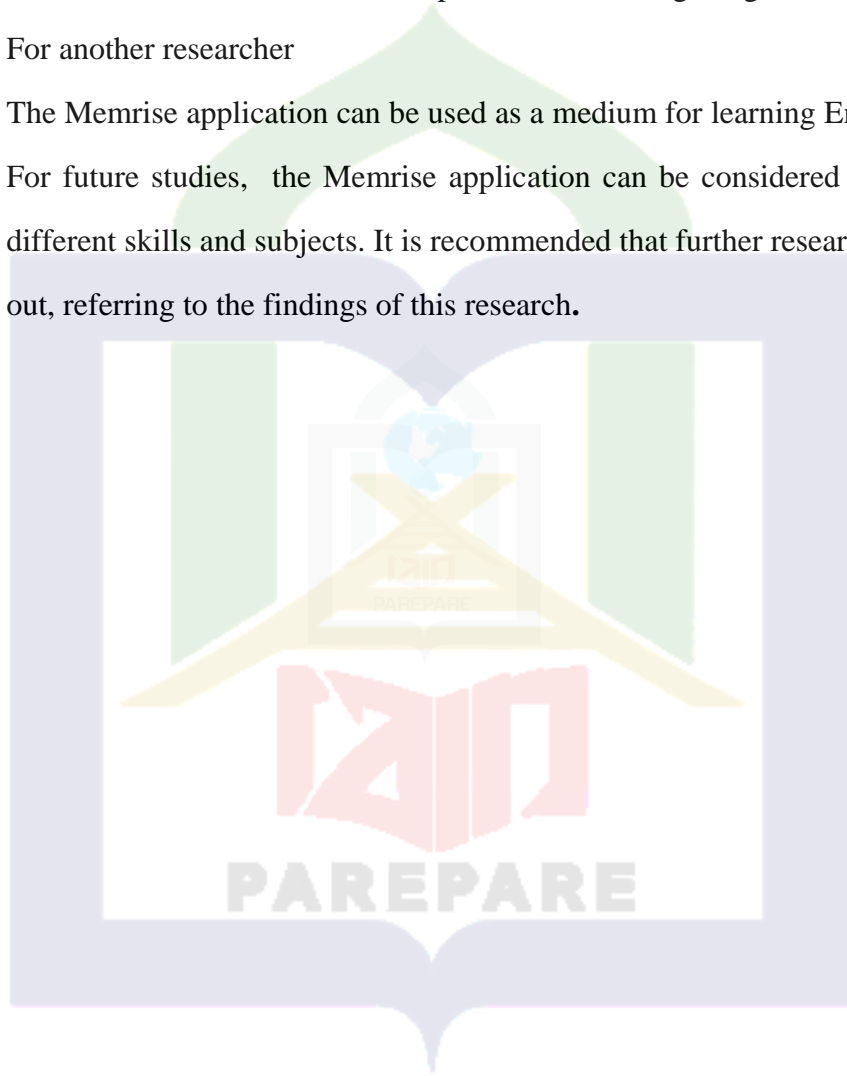 For another researcher
The Memrise application can be used as a medium for learning
For future studies, the Memrise application can be considered
different skills and subjects. It is recommended that further
out, referring to the findings of this research.
PAREPARE
PAREPARE